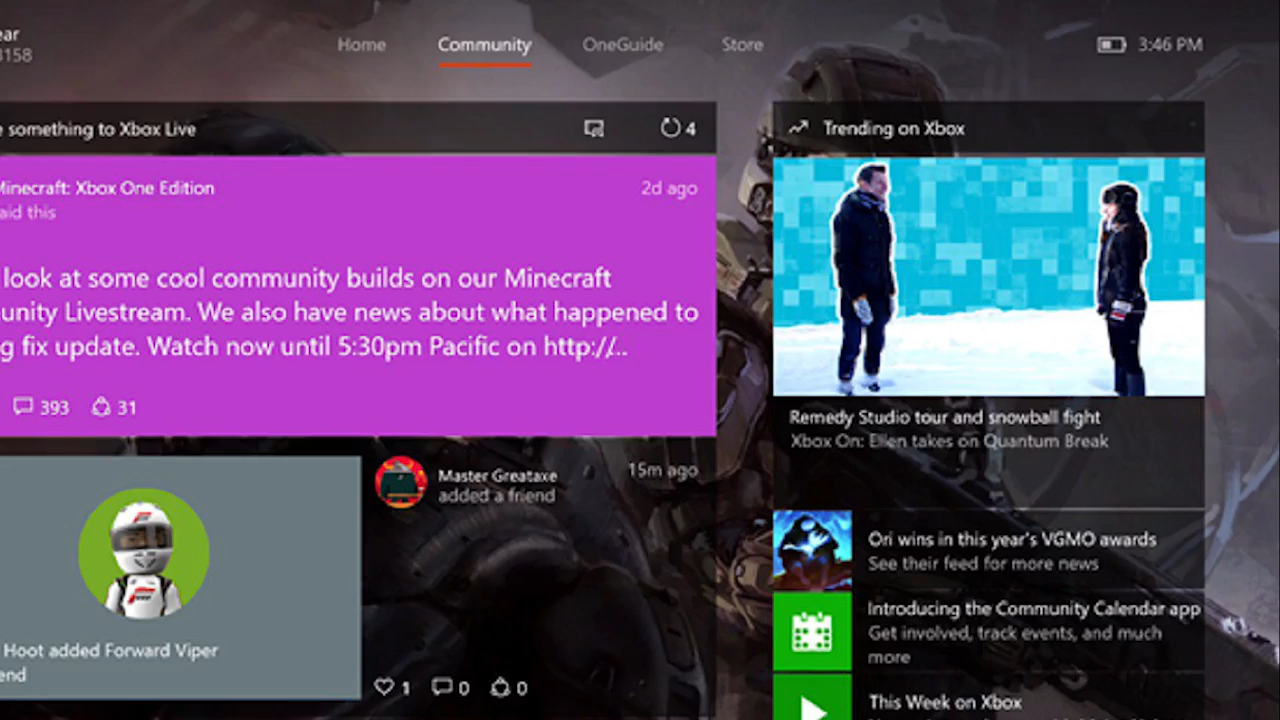 ear
3158
Home Community OneGuide Store
3:46 PM
e something to Xbox Live
4
Minecraft: Xbox One Edition
2d ago
aid this
look at some cool community builds on our Minecraft
unity Livestream. We also have news about what happened to
g fix update. Watch now until 5:30pm Pacific on http://..
393 31
Hoot added Forward Viper
end
Master Greataxe
added a friend
15m ago
1 0 0
Trending on Xbox
Remedy Studio tour and snowball fight
Xbox On: Ellen takes on Quantum Break
Ori wins in this year's VGMO awards
See their feed for more news
Introducing the Community Calendar app
Get involved, track events, and much
more
This Week on Xbox